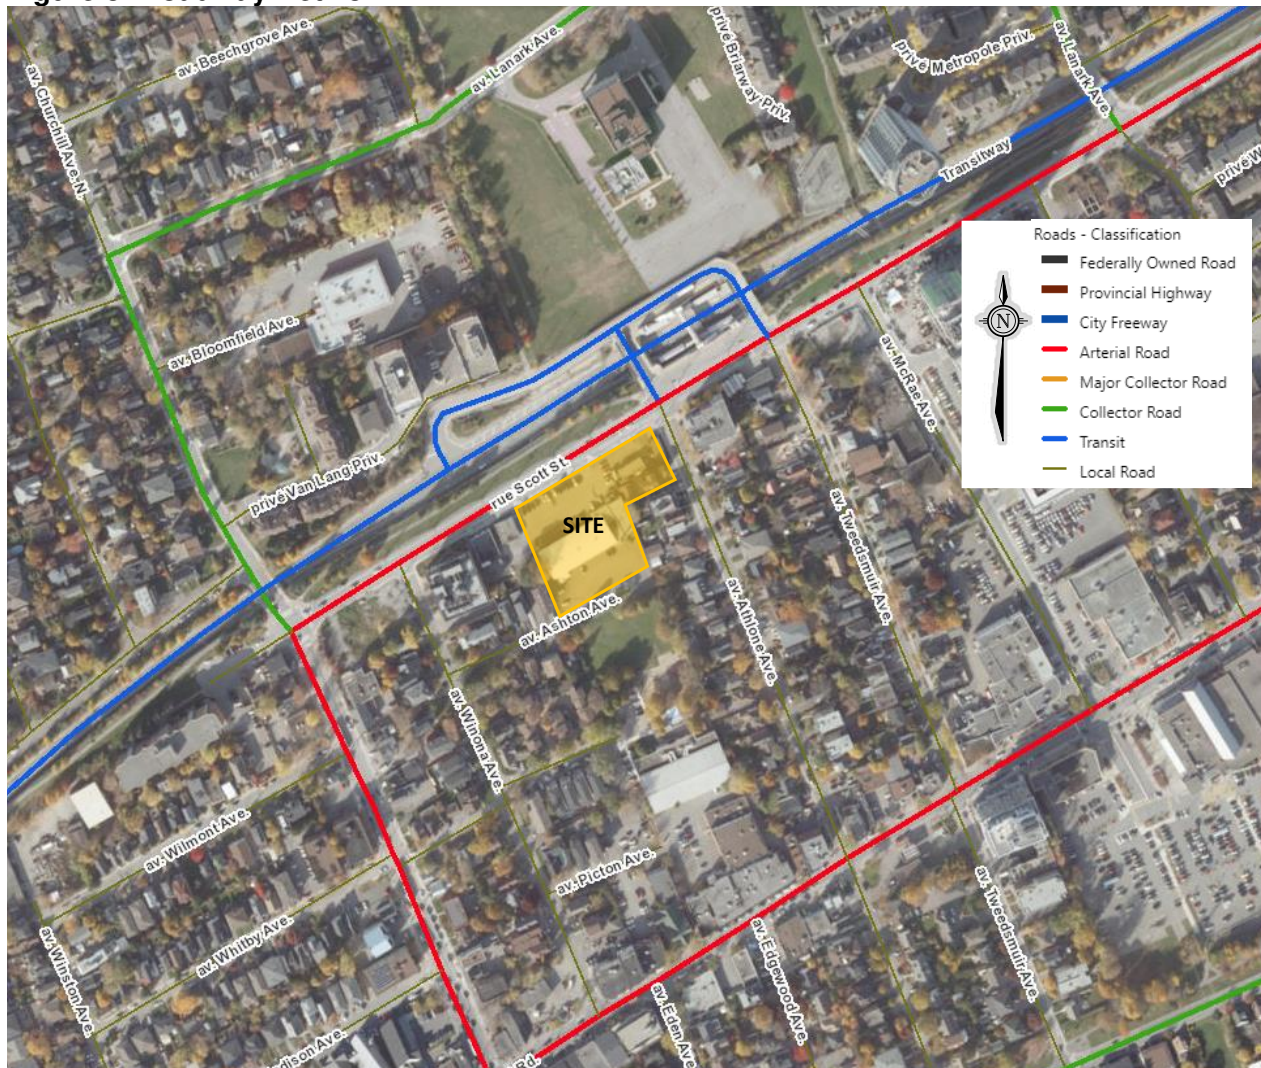 av. Beechgrove Ave.
av. Lanark Ave.
privé Briarway Priv.
privé Metropole Priv.
av. Lanark Ave.
av. Churchill Ave. N.
Transitway
privé W
Roads - Classification
Federally Owned Road
Provincial Highway
City Freeway
Arterial Road
Major Collector Road
Collector Road
Transit
Local Road
N
av. Bloomfield Ave.
av. McRae Ave.
privé Van Lang Priv.
rue Scott St.
SITE
av. Tweedsmuir Ave.
av. Ashton Ave.
av. Athlone Ave.
av. Winona Ave.
av. Wilmont Ave.
av. Picton Ave.
av. Whitby Ave.
av. Winston Ave.
av. Edgewood Ave.
av. Tweedsmuir Ave.
av. Eden Ave
dison Ave.
Rd.